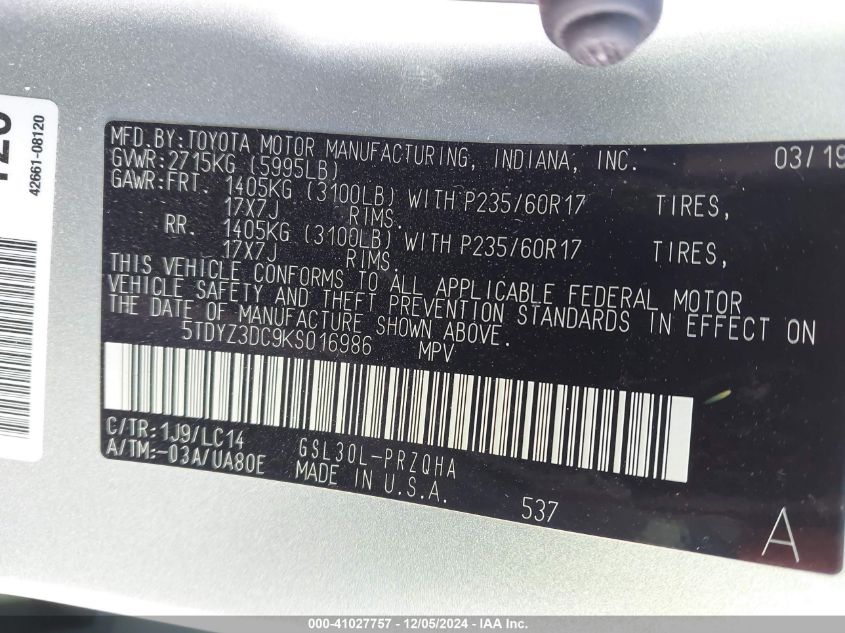 42661-08120
MFD.BY:TOYOTA MOTOR MANUFACTURING, INDIANA, INC. 03/19
GVWR:2715KG (5995LB)
GAWR:FRT. 1405KG (3100LB) WITH P235/60R17 TIRES,
17X7J RIMS.
RR. 1405KG (3100LB) WITH P235/60R17 TIRES,
17X7J RIMS.
THIS VEHICLE CONFORMS TO ALL APPLICABLE FEDERAL MOTOR
VEHICLE SAFETY AND THEFT PREVENTION STANDARDS IN EFFECT ON
THE DATE OF MANUFACTURE SHOWN ABOVE.
5TDYZ3DC9KS016986 MPV
C/TR:1J9/LC14 GSL30L-PRZQHA
A/TM:-03A/UA80E MADE IN U.S.A.
537
A
000-41027757 - 12/05/2024 - IAA Inc.